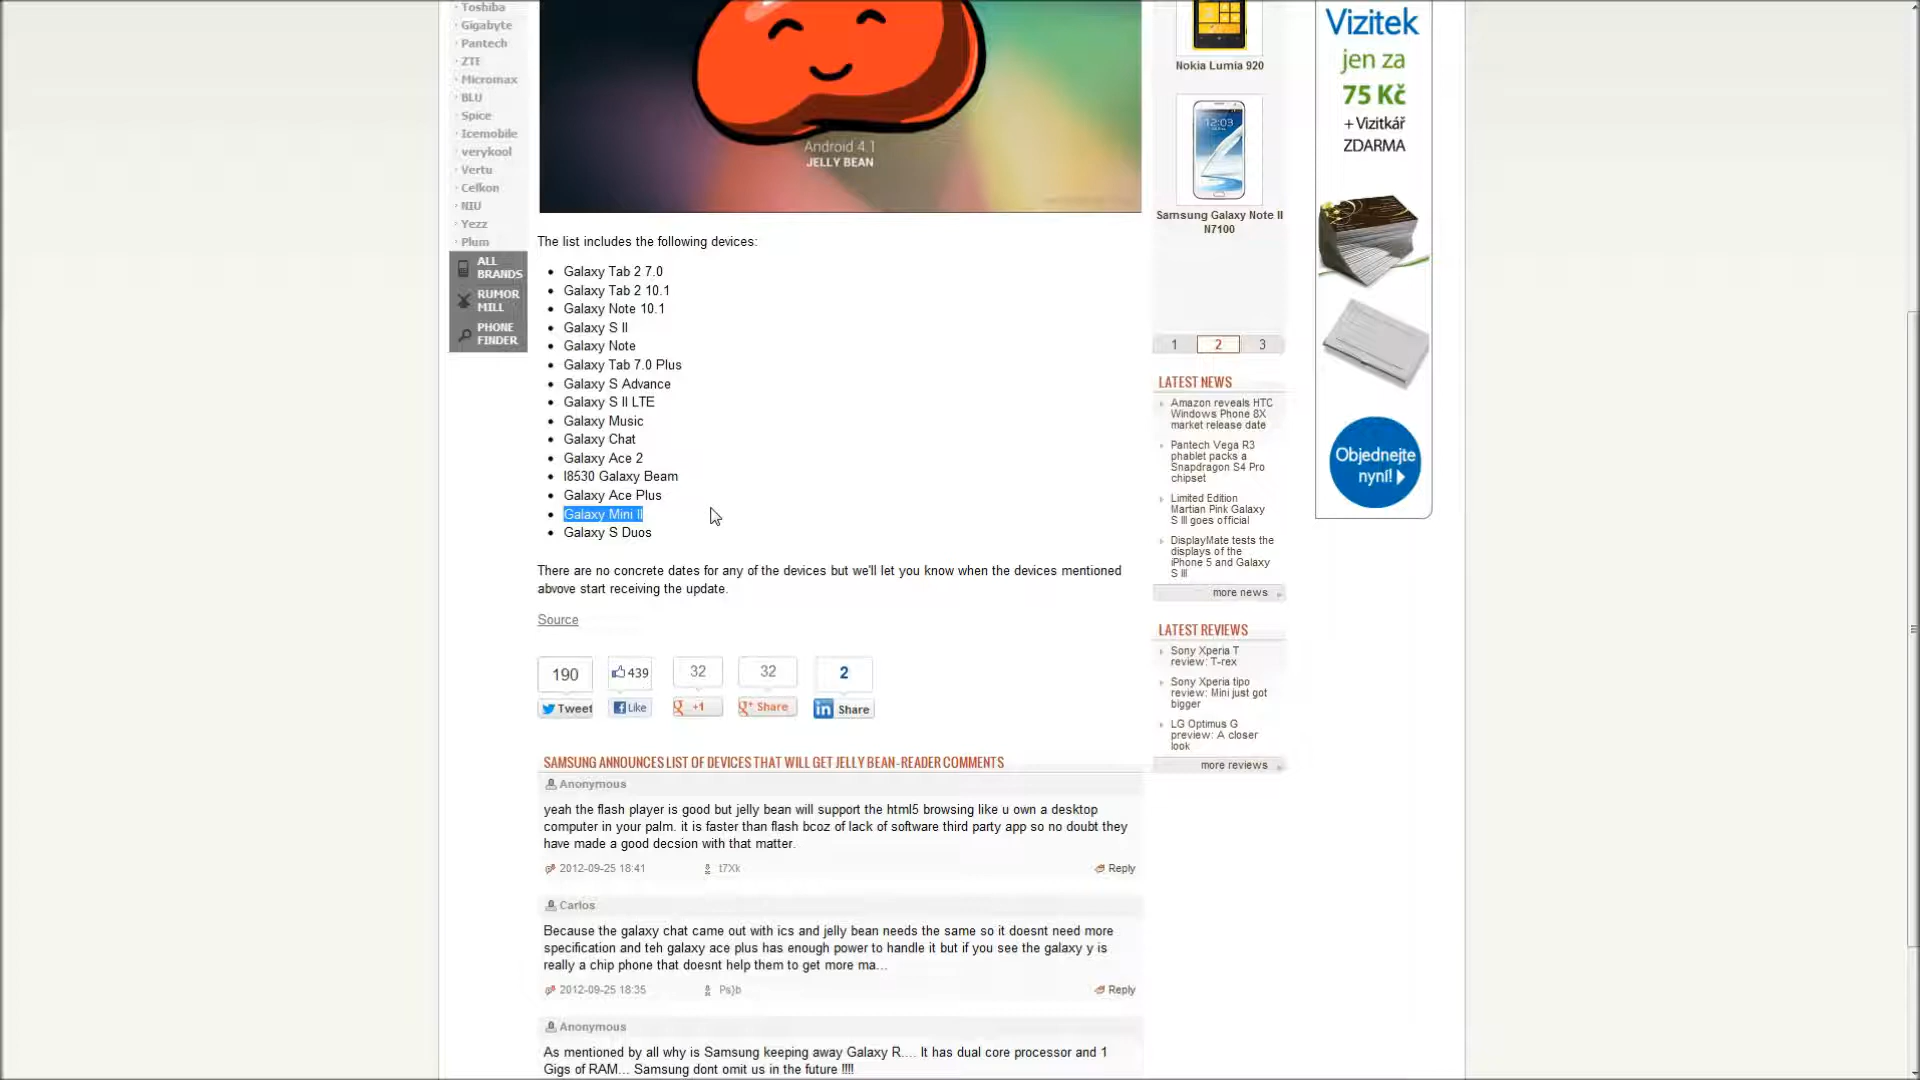 Toshiba
Gigabyte
Pantech
ZTE
Micromax
BLU
Spice
Icemobile
verykool
Vertu
Celkon
NIU
Yezz
Plum
ALL
BRANDS
RUMOR
MILL
PHONE
FINDER
Android 4.1
JELLY BEAN
The list includes the following devices:
Galaxy Tab 2 7.0
Galaxy Tab 2 10.1
Galaxy Note 10.1
Galaxy S II
Galaxy Note
Galaxy Tab 7.0 Plus
Galaxy S Advance
Galaxy S II LTE
Galaxy Music
Galaxy Chat
Galaxy Ace 2
I8530 Galaxy Beam
Galaxy Ace Plus
Galaxy Mini II
Galaxy S Duos
There are no concrete dates for any of the devices but we'll let you know when the devices mentioned
abvove start receiving the update.
Source
190
439
32
32
2
Tweet
Like
+1
Share
Share
SAMSUNG ANNOUNCES LIST OF DEVICES THAT WILL GET JELLY BEAN - READER COMMENTS
Anonymous
yeah the flash player is good but jelly bean will support the html5 browsing like u own a desktop
computer in your palm. it is faster than flash bcoz of lack of software third party app so no doubt they
have made a good decsion with that matter.
2012-09-25 18:41
t7Xk
Reply
Carlos
Because the galaxy chat came out with ics and jelly bean needs the same so it doesnt need more
specification and teh galaxy ace plus has enough power to handle it but if you see the galaxy y is
really a chip phone that doesnt help them to get more ma...
2012-09-25 18:35
Ps}b
Reply
Anonymous
As mentioned by all why is Samsung keeping away Galaxy R.... It has dual core processor and 1
Gigs of RAM... Samsung dont omit us in the future !!!!
Nokia Lumia 920
12:03
Samsung Galaxy Note II
N7100
1
2
3
LATEST NEWS
Amazon reveals HTC
Windows Phone 8X
market release date
Pantech Vega R3
phablet packs a
Snapdragon S4 Pro
chipset
Limited Edition
Martian Pink Galaxy
S III goes official
DisplayMate tests the
displays of the
iPhone 5 and Galaxy
S III
more news
LATEST REVIEWS
Sony Xperia T
review: T-rex
Sony Xperia tipo
review: Mini just got
bigger
LG Optimus G
preview: A closer
look
more reviews
Vizitek
jen za
75 Kč
+ Vizitkář
ZDARMA
Objednejte
nyní!